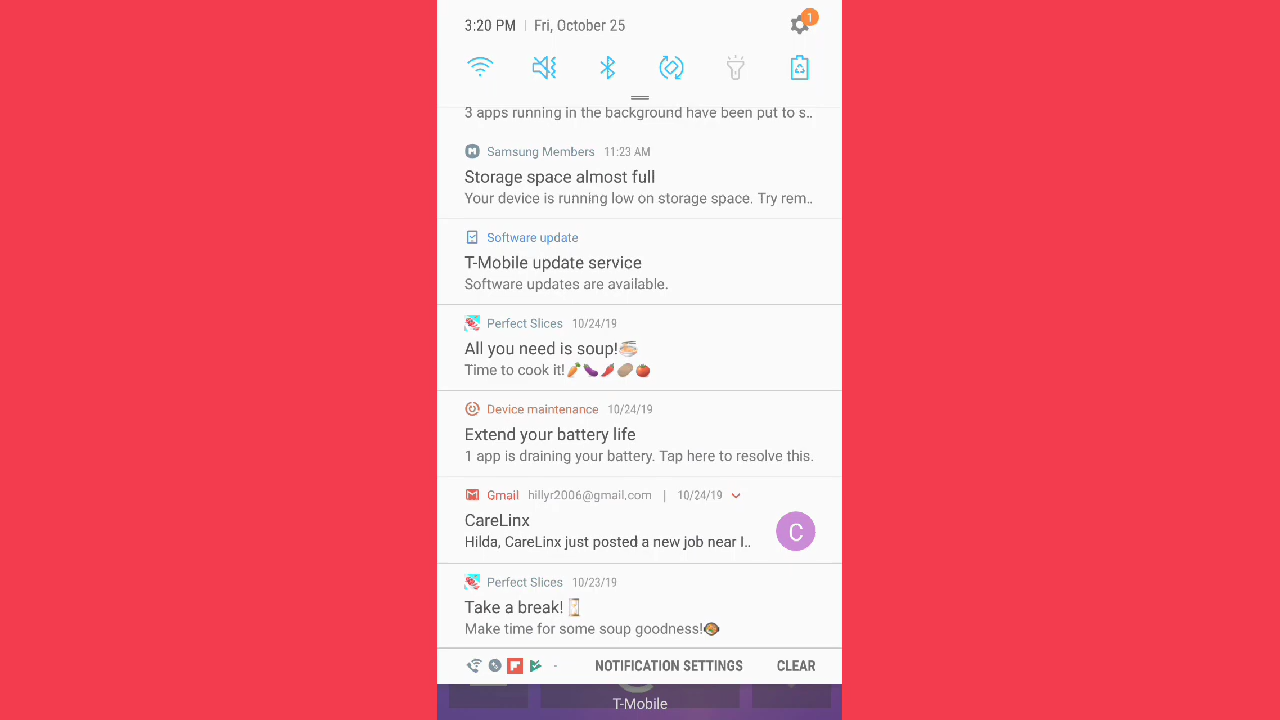 3:20 PM | Fri, October 25
1
3 apps running in the background have been put to s..
Samsung Members 11:23 AM
Storage space almost full
Your device is running low on storage space. Try rem..
Software update
T-Mobile update service
Software updates are available.
Perfect Slices 10/24/19
All you need is soup!🍜
Time to cook it!🥕🍆🌶️🥔🍅
Device maintenance 10/24/19
Extend your battery life
1 app is draining your battery. Tap here to resolve this.
Gmail hillyr2006@gmail.com | 10/24/19
CareLinx
Hilda, CareLinx just posted a new job near I..
C
Perfect Slices 10/23/19
Take a break!⏳
Make time for some soup goodness!🥘
NOTIFICATION SETTINGS CLEAR
T-Mobile